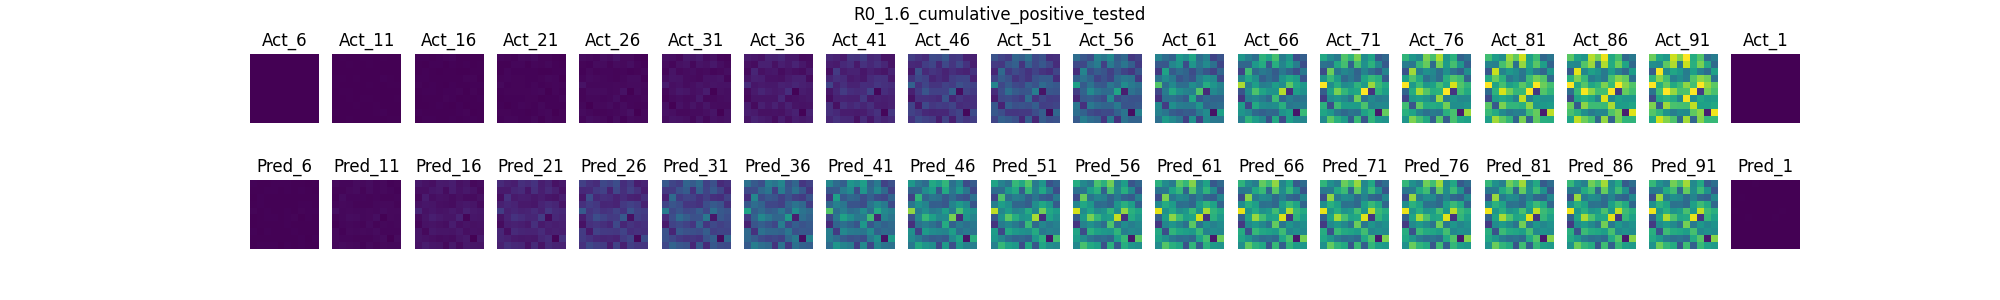 R0_1.6_cumulative_positive_tested
Act_6 Act_11 Act_16 Act_21 Act_26 Act_31 Act_36 Act_41 Act_46 Act_51 Act_56 Act_61 Act_66 Act_71 Act_76 Act_81 Act_86 Act_91 Act_1
Pred_6 Pred_11 Pred_16 Pred_21 Pred_26 Pred_31 Pred_36 Pred_41 Pred_46 Pred_51 Pred_56 Pred_61 Pred_66 Pred_71 Pred_76 Pred_81 Pred_86 Pred_91 Pred_1